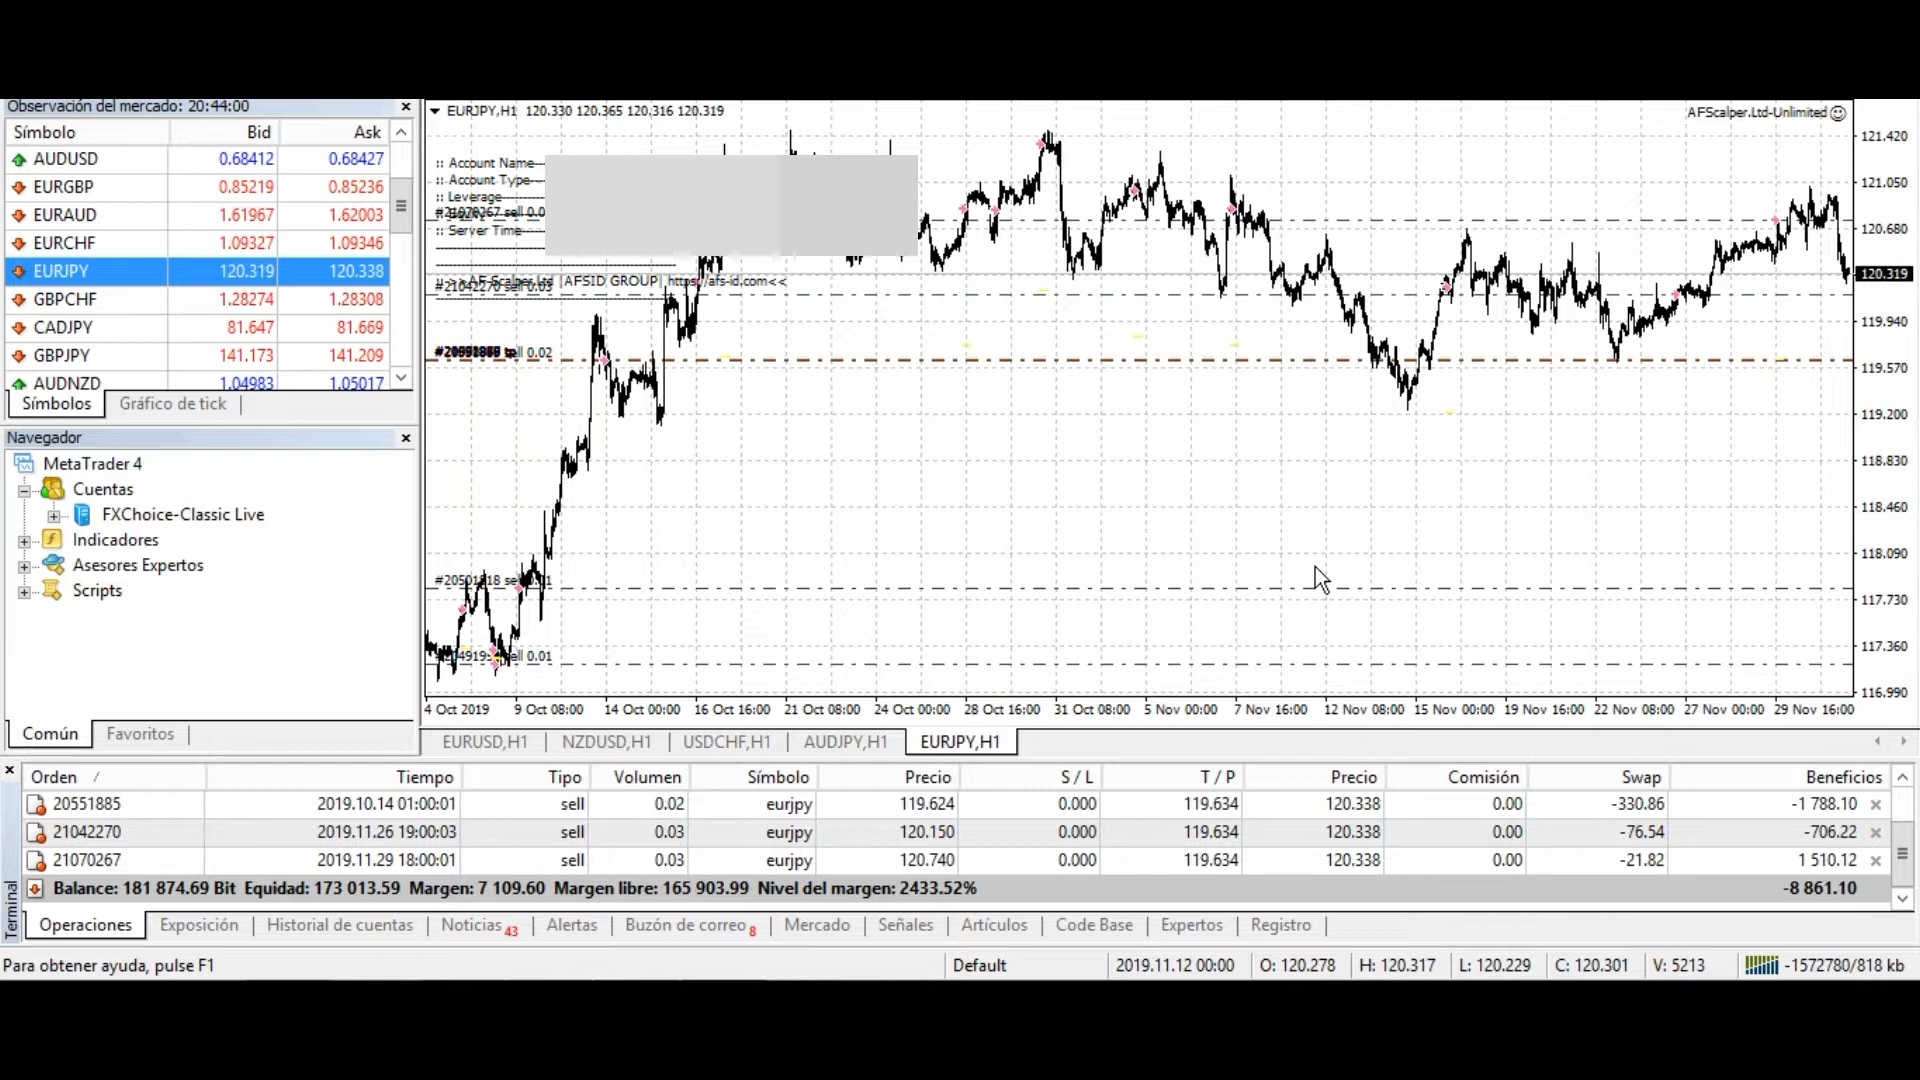 Observación del mercado: 20:44:00
Símbolo Bid Ask
AUDUSD 0.68412 0.68427
EURGBP 0.85219 0.85236
EURAUD 1.61967 1.62003
EURCHF 1.09327 1.09346
EURJPY 120.319 120.338
GBPCHF 1.28274 1.28308
CADJPY 81.647 81.669
GBPJPY 141.173 141.209
AUDNZD 1.04983 1.05017
Símbolos Gráfico de tick
Navegador
MetaTrader 4
Cuentas
FXChoice-Classic Live
Indicadores
Asesores Expertos
Scripts
Común Favoritos
EURJPY,H1 120.330 120.365 120.316 120.319
AFScalper.Ltd-Unlimited
:: Account Name
:: Account Type
:: Leverage
#21070267 sell 0.0
:: Server Time
|AFSID GROUP| https://afs-id.com<<
#21042270 sell 0.03
sell 0.02
sell 0.01
sell 0.01
121.420
121.050
120.680
120.319
119.940
119.570
119.200
118.830
118.460
118.090
117.730
117.360
116.990
4 Oct 2019 9 Oct 08:00 14 Oct 00:00 16 Oct 16:00 21 Oct 08:00 24 Oct 00:00 28 Oct 16:00 31 Oct 08:00 5 Nov 00:00 7 Nov 16:00 12 Nov 08:00 15 Nov 00:00 19 Nov 16:00 22 Nov 08:00 27 Nov 00:00 29 Nov 16:00
EURUSD,H1 NZDUSD,H1 USDCHF,H1 AUDJPY,H1 EURJPY,H1
Orden Tiempo Tipo Volumen Símbolo Precio S / L T / P Precio Comisión Swap Beneficios
20551885 2019.10.14 01:00:01 sell 0.02 eurjpy 119.624 0.000 119.634 120.338 0.00 -330.86 -1 788.10
21042270 2019.11.26 19:00:03 sell 0.03 eurjpy 120.150 0.000 119.634 120.338 0.00 -76.54 -706.22
21070267 2019.11.29 18:00:01 sell 0.03 eurjpy 120.740 0.000 119.634 120.338 0.00 -21.82 1 510.12
Balance: 181 874.69 Bit Equidad: 173 013.59 Margen: 7 109.60 Margen libre: 165 903.99 Nivel del margen: 2433.52% -8 861.10
Terminal
Operaciones Exposición Historial de cuentas Noticias 43 Alertas Buzón de correo 8 Mercado Señales Artículos Code Base Expertos Registro
Para obtener ayuda, pulse F1 Default 2019.11.12 00:00 O: 120.278 H: 120.317 L: 120.229 C: 120.301 V: 5213 -1572780/818 kb